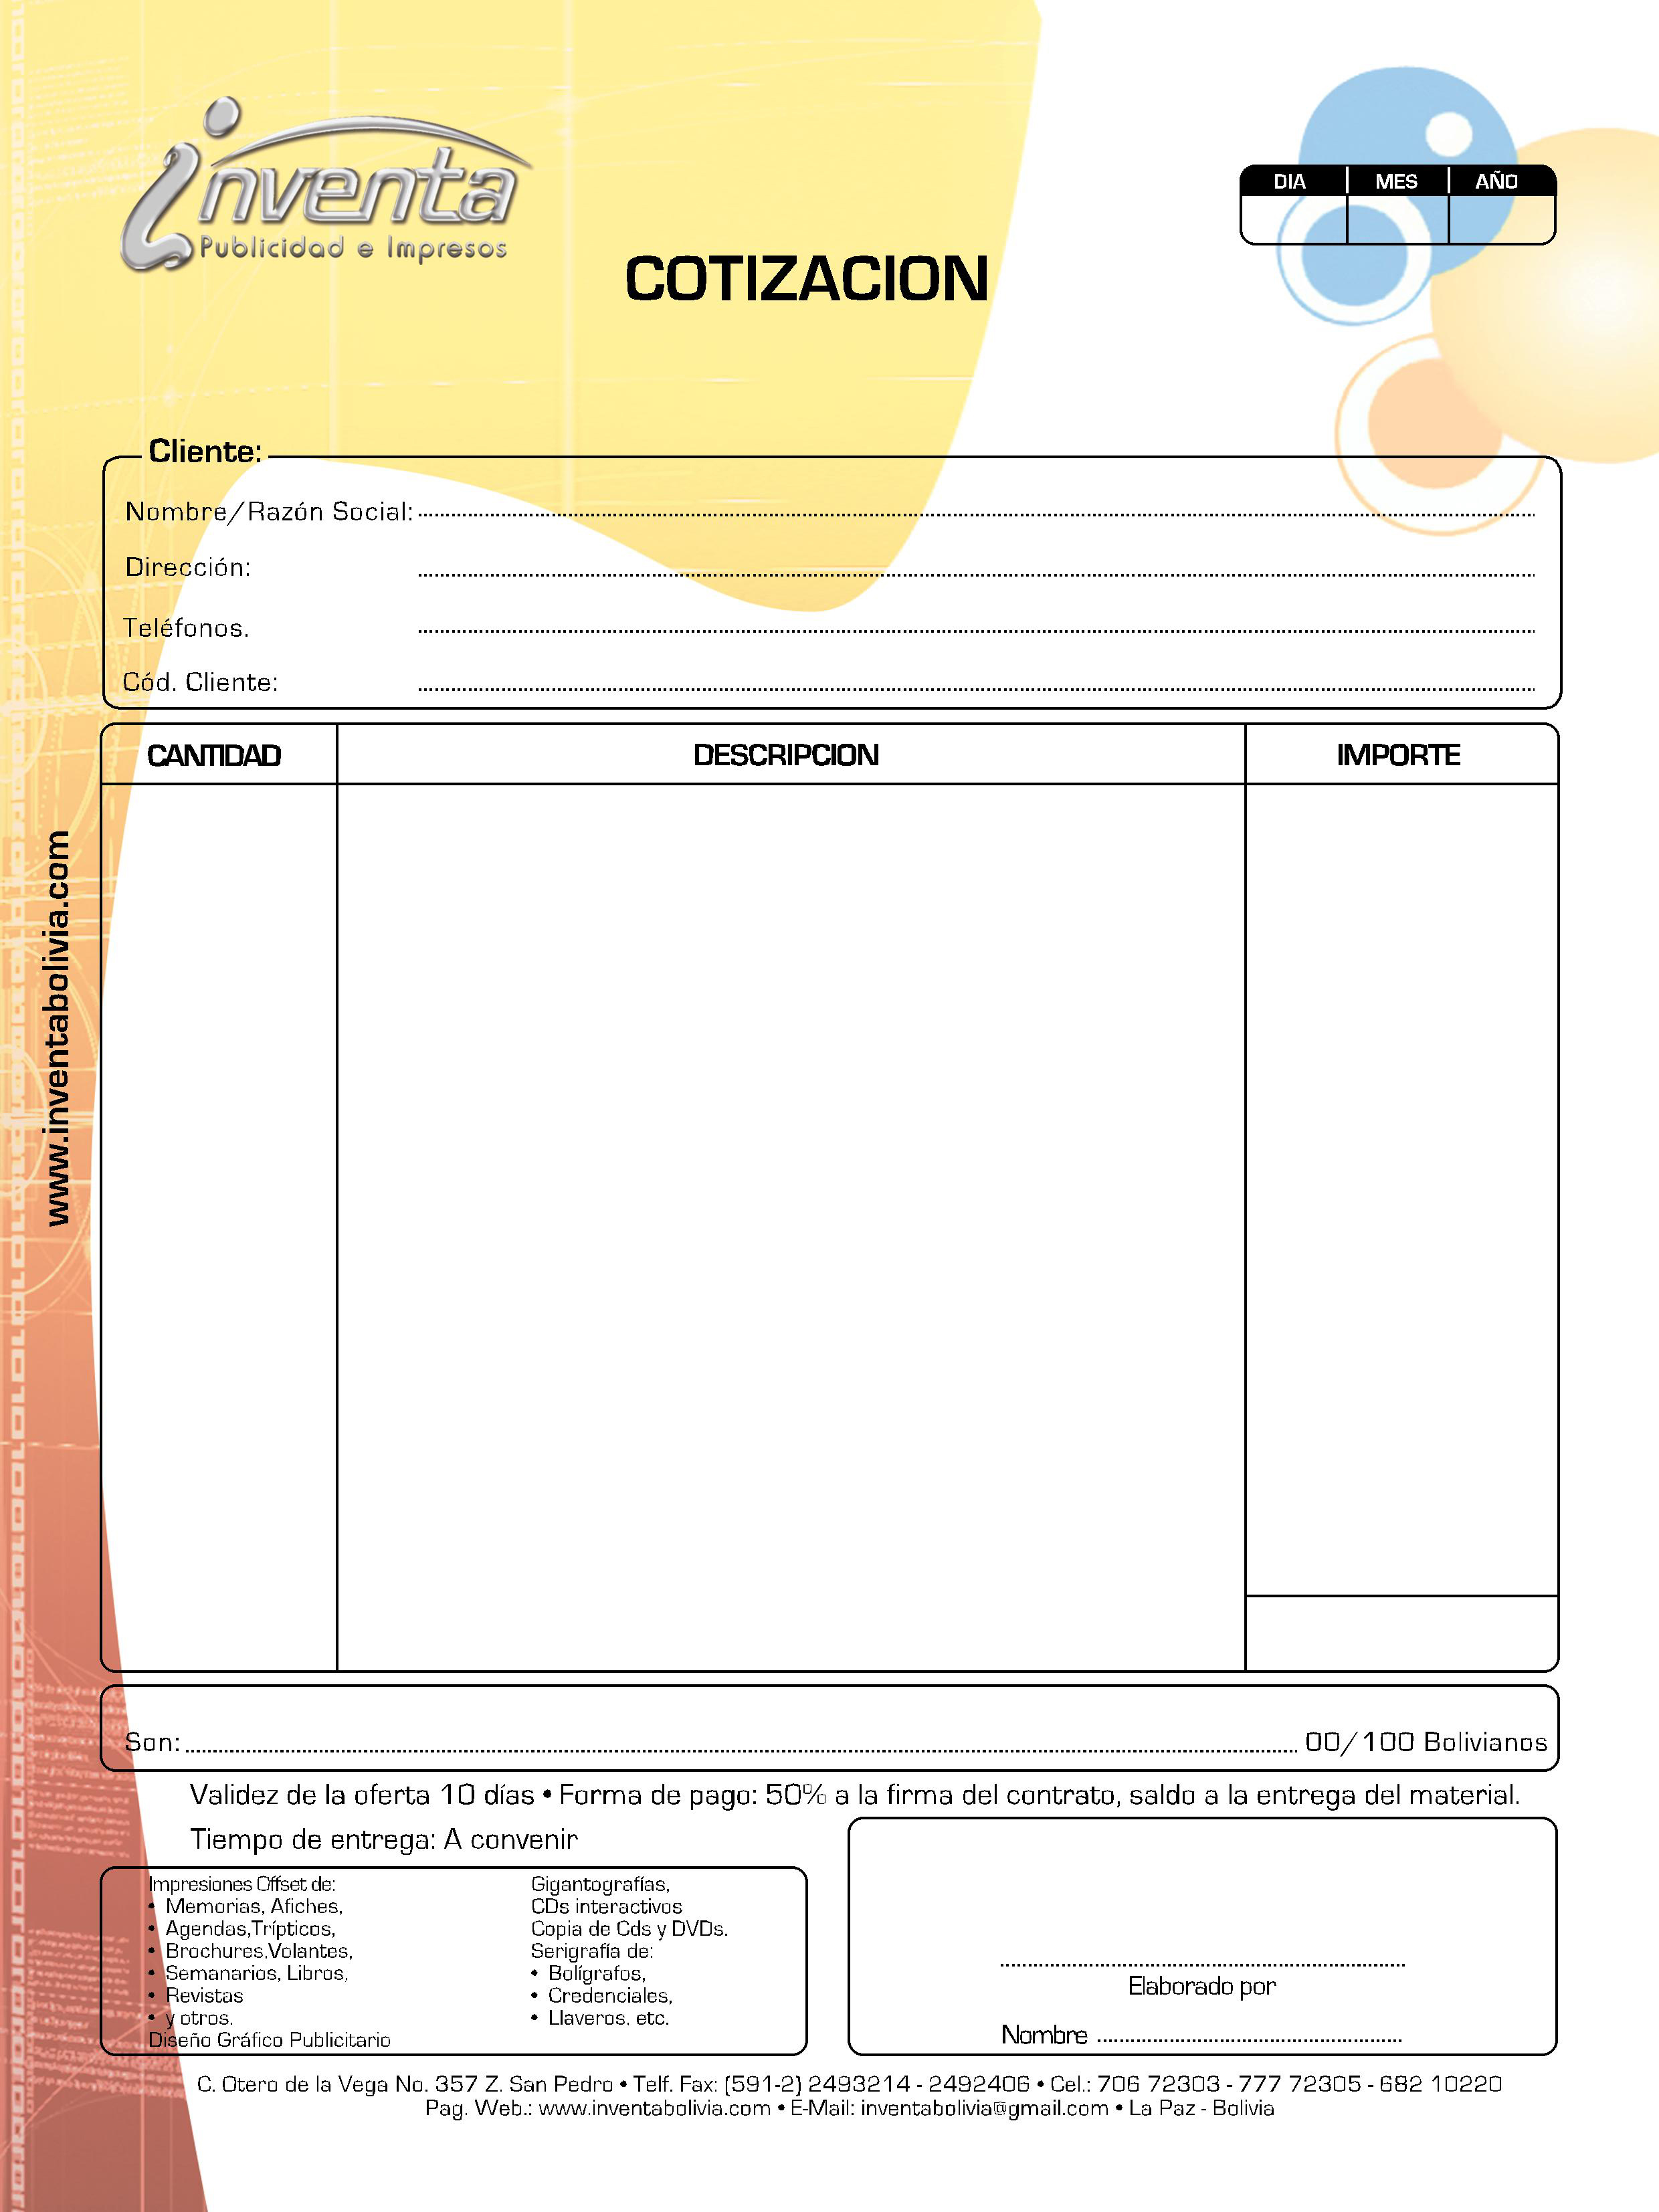 inventa
Publicidad e Impresos
DIA MES AÑO
COTIZACION
Cliente:
Nombre/Razón Social:
Dirección:
Teléfonos.
Cód. Cliente:
CANTIDAD DESCRIPCION IMPORTE
www.inventabolivia.com
Son: 00/100 Bolivianos
Validez de la oferta 10 días • Forma de pago: 50% a la firma del contrato, saldo a la entrega del material.
Tiempo de entrega: A convenir
Impresiones Offset de:
• Memorias, Afiches,
• Agendas,Trípticos,
• Brochures,Volantes,
• Semanarios, Libros,
• Revistas
• y otros.
Diseño Gráfico Publicitario
Gigantografías,
CDs interactivos
Copia de Cds y DVDs.
Serigrafía de:
• Bolígrafos,
• Credenciales,
• Llaveros, etc.
Elaborado por
Nombre
C. Otero de la Vega No. 357 Z. San Pedro • Telf. Fax: (591-2) 2493214 - 2492406 • Cel.: 706 72303 - 777 72305 - 682 10220
Pag. Web.: www.inventabolivia.com • E-Mail: inventabolivia@gmail.com • La Paz - Bolivia